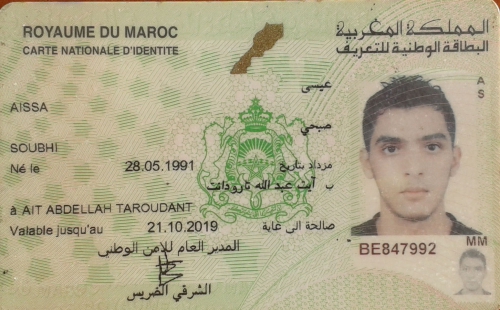 ROYAUME DU MAROC
المملكة المغربية
CARTE NATIONALE D'IDENTITE
البطاقة الوطنية للتعريف
عيسى
AISSA
صبحي
SOUBHI
Né le 28.05.1991 مزداد بتاريخ
ب أيت عبد الله تارودانت
à AIT ABDELLAH TAROUDANT
Valable jusqu'au 21.10.2019 صالحة إلى غاية
المدير العام للأمن الوطني
الشرقي الضريس
A
S
MM
BE847992